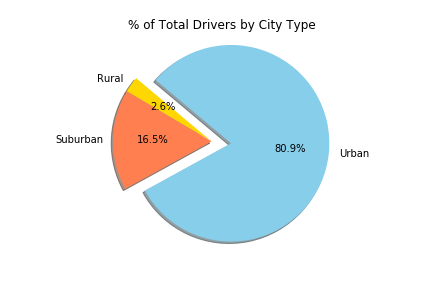 % of Total Drivers by City Type
Rural
2.6%
Suburban
16.5%
80.9%
Urban